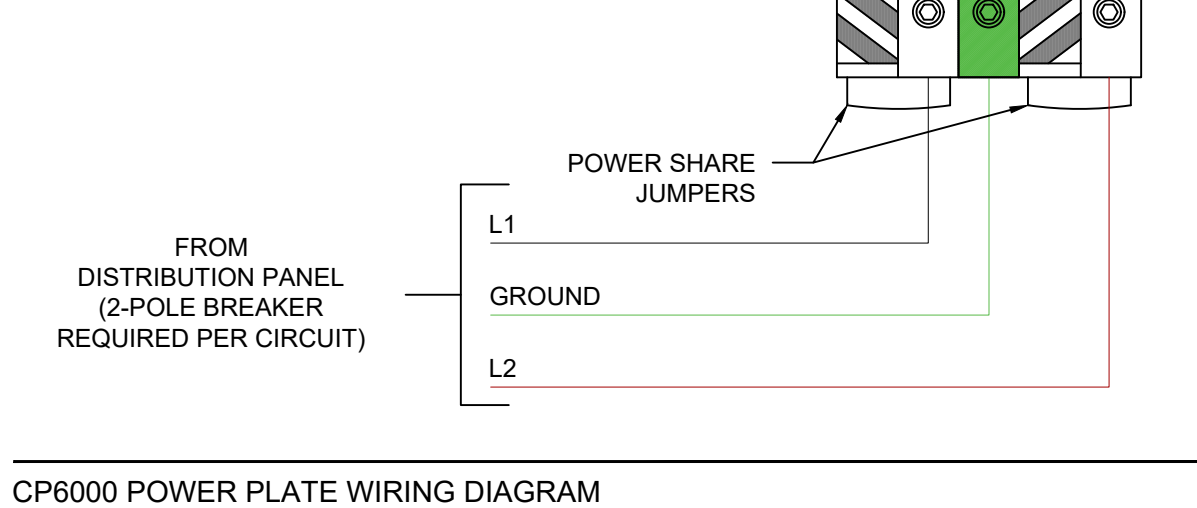 POWER SHARE
JUMPERS
L1
FROM
DISTRIBUTION PANEL
(2-POLE BREAKER
REQUIRED PER CIRCUIT)
GROUND
L2
CP6000 POWER PLATE WIRING DIAGRAM